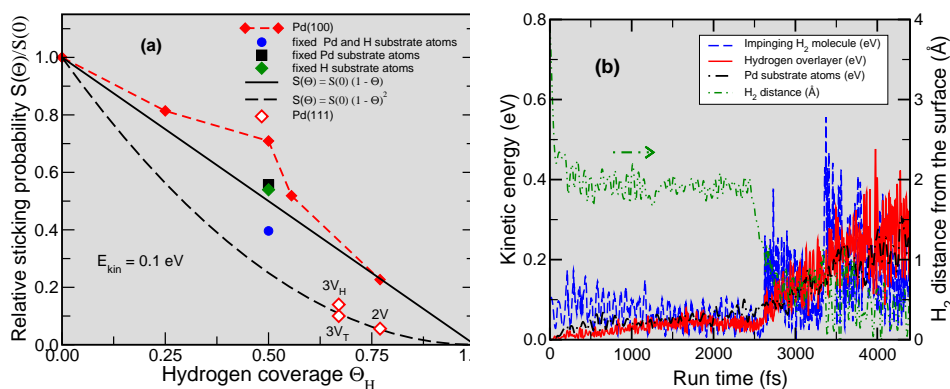 (a)
Pd(100)
fixed Pd and H substrate atoms
fixed Pd substrate atoms
fixed H substrate atoms
S(Θ) = S(0) (1 - Θ)
S(Θ) = S(0) (1 - Θ)²
Pd(111)
E_kin = 0.1 eV
3V_H
3V_T
2V
Relative sticking probability S(Θ)/S(0)
1.0
0.8
0.6
0.4
0.2
0.0
0.00
0.25
0.50
0.75
1.
Hydrogen coverage Θ_H
(b)
Impinging H₂ molecule (eV)
Hydrogen overlayer (eV)
Pd substrate atoms (eV)
H₂ distance (Å)
Kinetic energy (eV)
0.8
0.6
0.4
0.2
0
0
1000
2000
3000
4000
Run time (fs)
4
3
2
1
0
H₂ distance from the surface (Å)